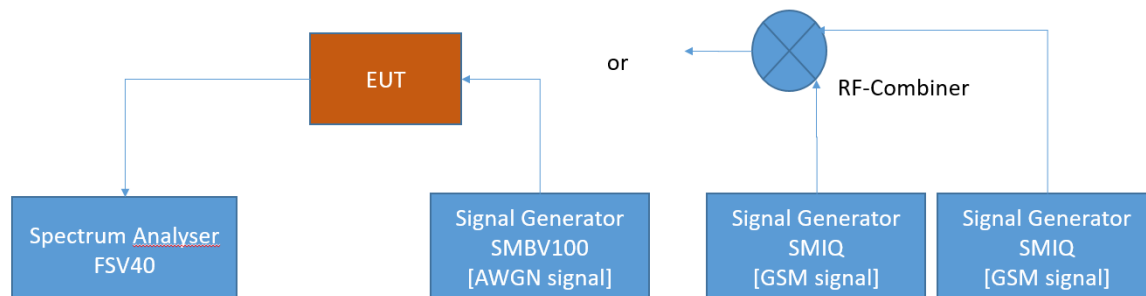 EUT
or
RF-Combiner
Spectrum Analyser
FSV40
Signal Generator
SMBV100
[AWGN signal]
Signal Generator
SMIQ
[GSM signal]
Signal Generator
SMIQ
[GSM signal]